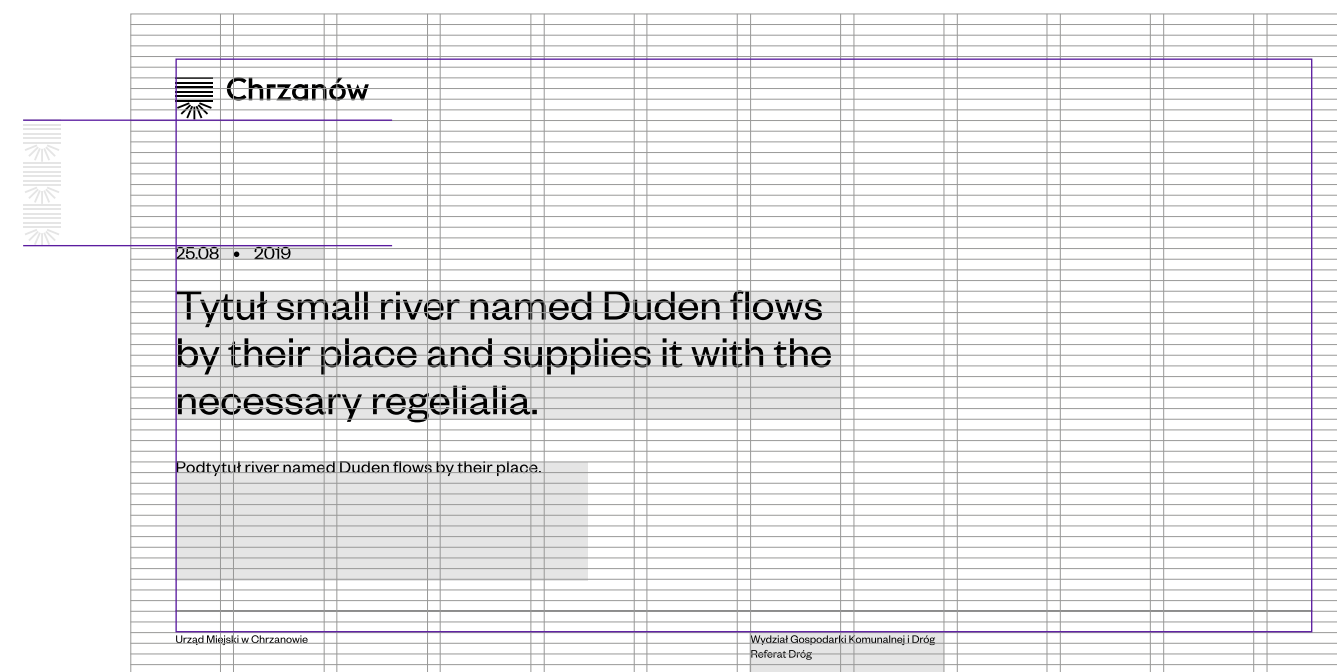 Chrzanów
25.08 • 2019
Tytuł small river named Duden flows
by their place and supplies it with the
necessary regelialia.
Podtytuł river named Duden flows by their place.
Urząd Miejski w Chrzanowie
Wydział Gospodarki Komunalnej i Dróg
Referat Dróg